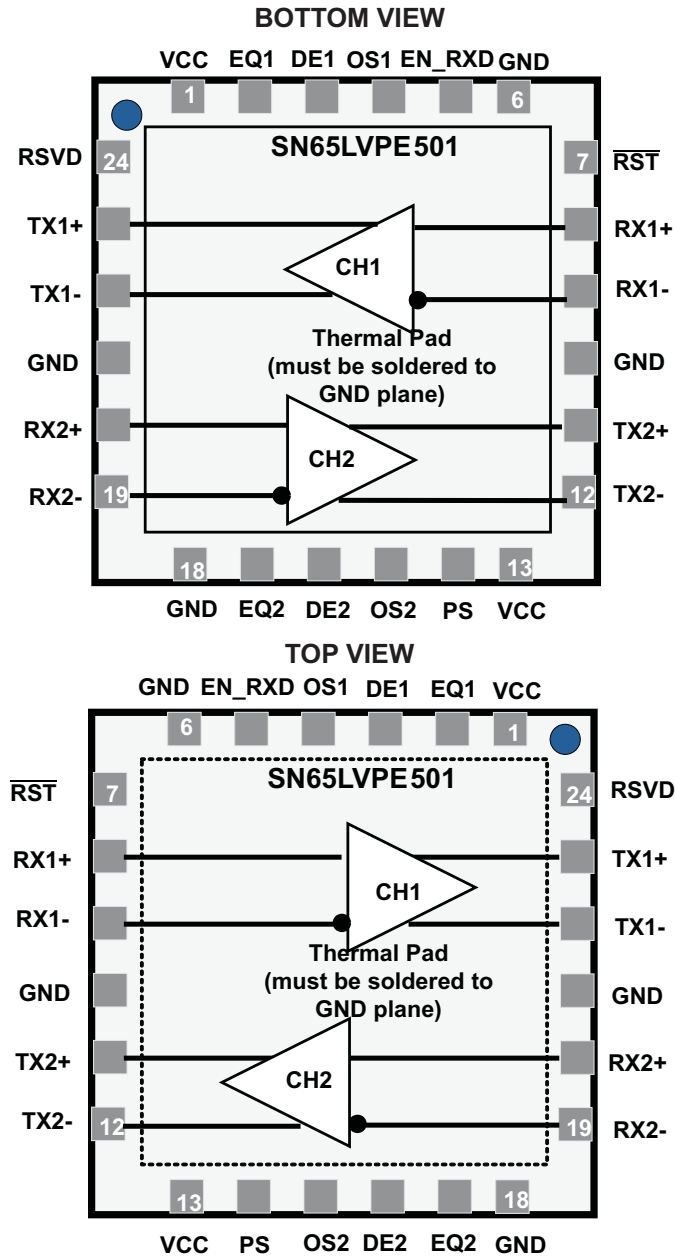 BOTTOM VIEW
VCC EQ1 DE1 OS1 EN_RXD GND
1 6
SN65LVPE501
RSVD 24 7 RST
TX1+ RX1+
CH1
TX1- RX1-
Thermal Pad
(must be soldered to
GND plane)
GND GND
RX2+ TX2+
CH2
RX2- 19 12 TX2-
18 13
GND EQ2 DE2 OS2 PS VCC
TOP VIEW
GND EN_RXD OS1 DE1 EQ1 VCC
6 1
SN65LVPE501
RST 7 24 RSVD
RX1+ TX1+
CH1
RX1- TX1-
Thermal Pad
(must be soldered to
GND plane)
GND GND
TX2+ RX2+
CH2
TX2- 12 19 RX2-
13 18
VCC PS OS2 DE2 EQ2 GND